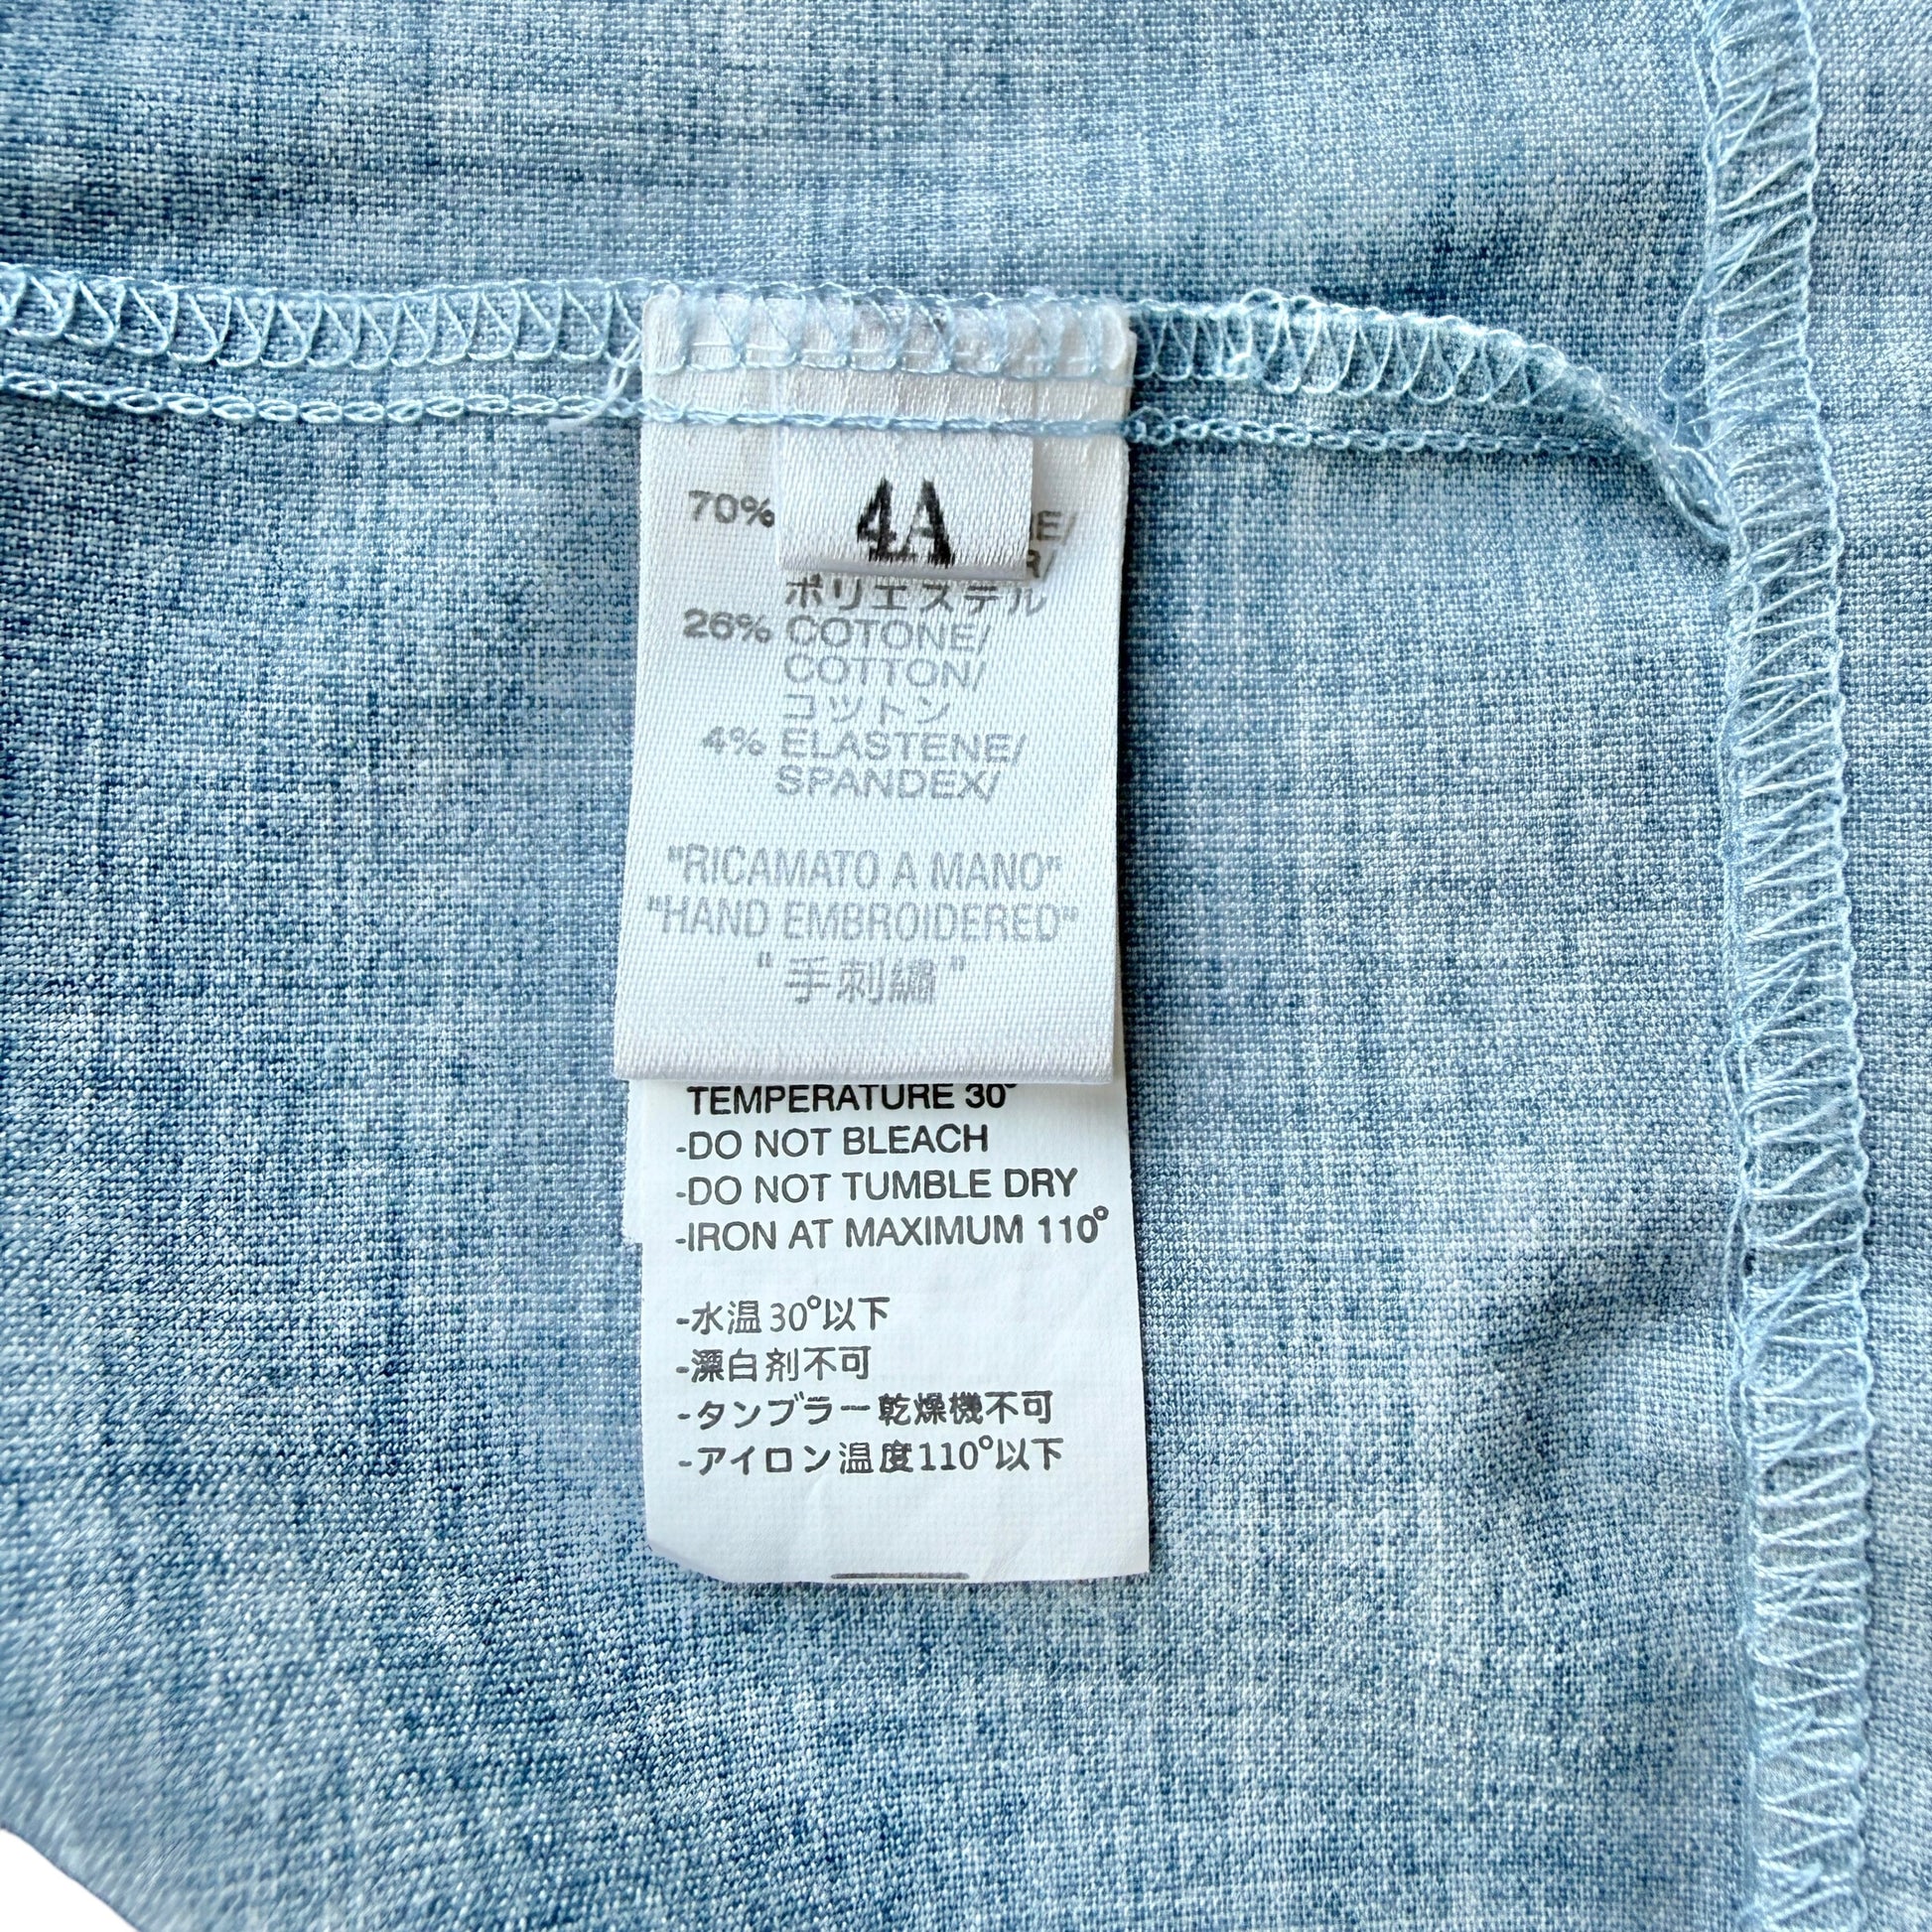 4A
70% E/
R/
ポリエステル
26% COTONE/
COTTON/
コットン
4% ELASTENE/
SPANDEX/
"RICAMATO A MANO"
"HAND EMBROIDERED"
"手刺繍"
TEMPERATURE 30°
-DO NOT BLEACH
-DO NOT TUMBLE DRY
-IRON AT MAXIMUM 110°
-水温30°以下
-漂白剤不可
-タンブラー乾燥機不可
-アイロン温度110°以下